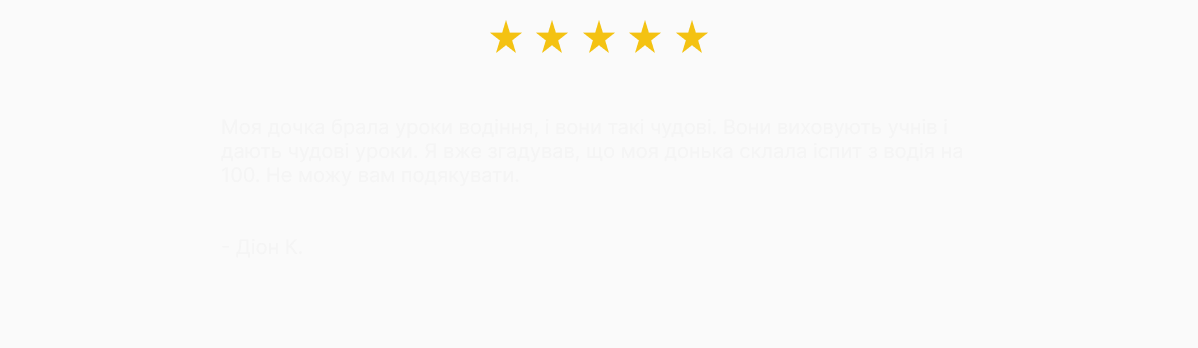 Моя дочка брала уроки водіння, і вони такі чудові. Вони виховують учнів і
дають чудові уроки. Я вже згадував, що моя донька склала іспит з водія на
100. Не можу вам подякувати.
- Діон К.